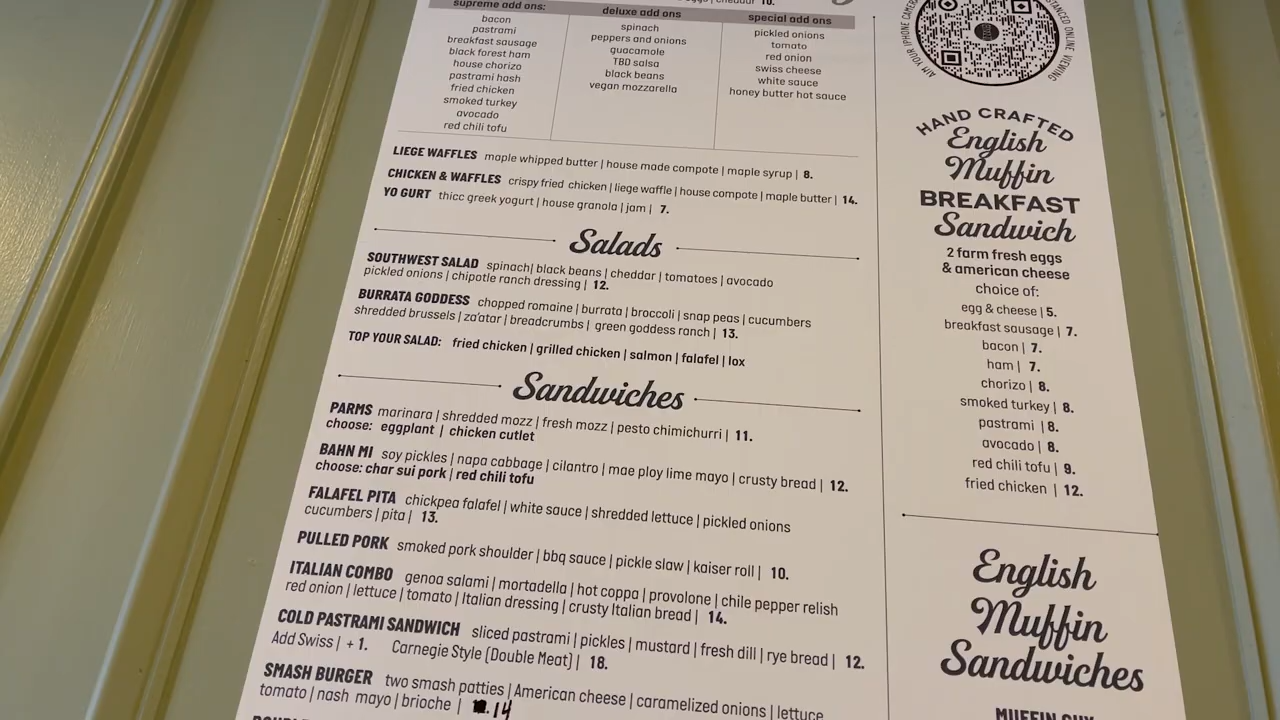 eggs | cheddar 10.
supreme add ons:
bacon
pastrami
breakfast sausage
black forest ham
house chorizo
pastrami hash
fried chicken
smoked turkey
avocado
red chili tofu
deluxe add ons
spinach
peppers and onions
guacamole
TBD salsa
black beans
vegan mozzarella
special add ons
pickled onions
tomato
red onion
swiss cheese
white sauce
honey butter hot sauce
LIEGE WAFFLES maple whipped butter | house made compote | maple syrup | 8.
CHICKEN & WAFFLES crispy fried chicken | liege waffle | house compote | maple butter | 14.
YO GURT thicc greek yogurt | house granola | jam | 7.
Salads
SOUTHWEST SALAD spinach| black beans | cheddar | tomatoes | avocado
pickled onions | chipotle ranch dressing | 12.
BURRATA GODDESS chopped romaine | burrata | broccoli | snap peas | cucumbers
shredded brussels | za'atar | breadcrumbs | green goddess ranch | 13.
TOP YOUR SALAD: fried chicken | grilled chicken | salmon | falafel | lox
Sandwiches
PARMS marinara | shredded mozz | fresh mozz | pesto chimichurri | 11.
choose: eggplant | chicken cutlet
BAHN MI soy pickles | napa cabbage | cilantro | mae ploy lime mayo | crusty bread | 12.
choose: char sui pork | red chili tofu
FALAFEL PITA chickpea falafel | white sauce | shredded lettuce | pickled onions
cucumbers | pita | 13.
PULLED PORK smoked pork shoulder | bbq sauce | pickle slaw | kaiser roll | 10.
ITALIAN COMBO genoa salami | mortadella | hot coppa | provolone | chile pepper relish
red onion | lettuce | tomato | Italian dressing | crusty Italian bread | 14.
COLD PASTRAMI SANDWICH sliced pastrami | pickles | mustard | fresh dill | rye bread | 12.
Add Swiss | + 1. Carnegie Style (Double Meat) | 18.
SMASH BURGER two smash patties | American cheese | caramelized onions | lettuce
tomato | nash mayo | brioche | 14
AIM YOUR IPHONE CAMERA
ONLINE VIEWING
HAND CRAFTED
English
Muffin
BREAKFAST
Sandwich
2 farm fresh eggs
& american cheese
choice of:
egg & cheese | 5.
breakfast sausage | 7.
bacon | 7.
ham | 7.
chorizo | 8.
smoked turkey | 8.
pastrami | 8.
avocado | 8.
red chili tofu | 9.
fried chicken | 12.
English
Muffin
Sandwiches
MUFFIN GUY